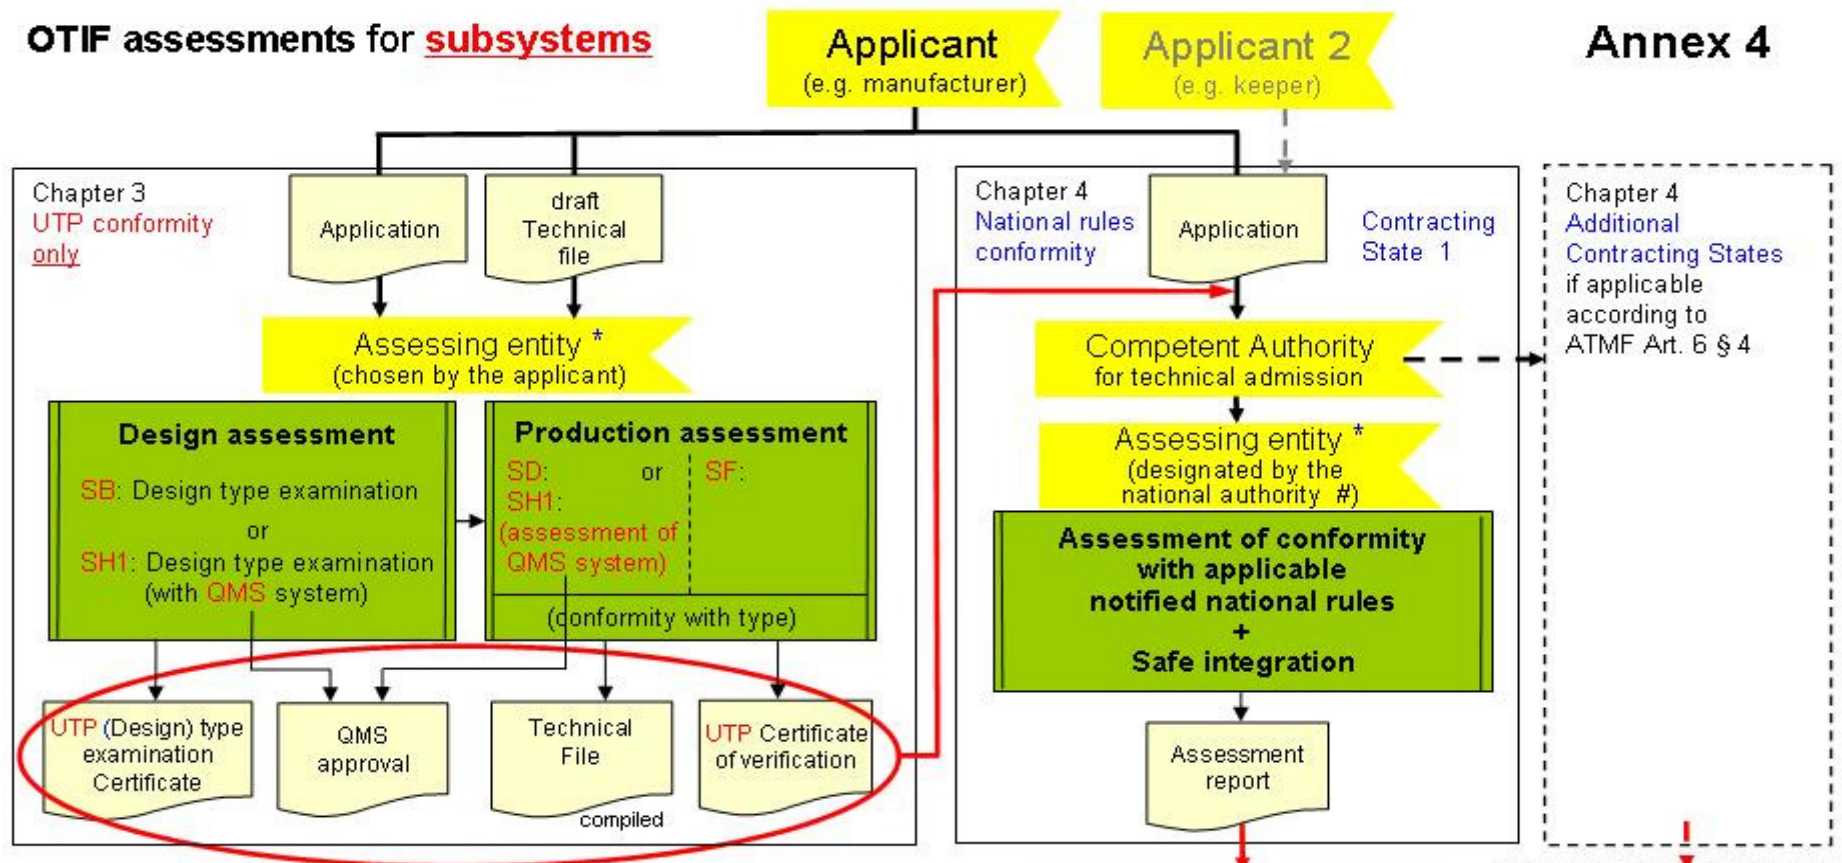 OTIF assessments for subsystems
Applicant
(e.g. manufacturer)
Applicant 2
(e.g. keeper)
Annex 4
Chapter 3
UTP conformity
only
Application
draft
Technical
file
Assessing entity *
(chosen by the applicant)
Design assessment
SB: Design type examination
or
SH1: Design type examination
(with QMS system)
Production assessment
SD: or SF:
SH1:
(assessment of
QMS system)
(conformity with type)
UTP (Design) type
examination
Certificate
QMS
approval
Technical
File
compiled
UTP Certificate
of verification
Chapter 4
National rules
conformity
Application
Contracting
State 1
Competent Authority
for technical admission
Assessing entity *
(designated by the
national authority #)
Assessment of conformity
with applicable
notified national rules
+
Safe integration
Assessment
report
Chapter 4
Additional
Contracting States
if applicable
according to
ATMF Art. 6 § 4